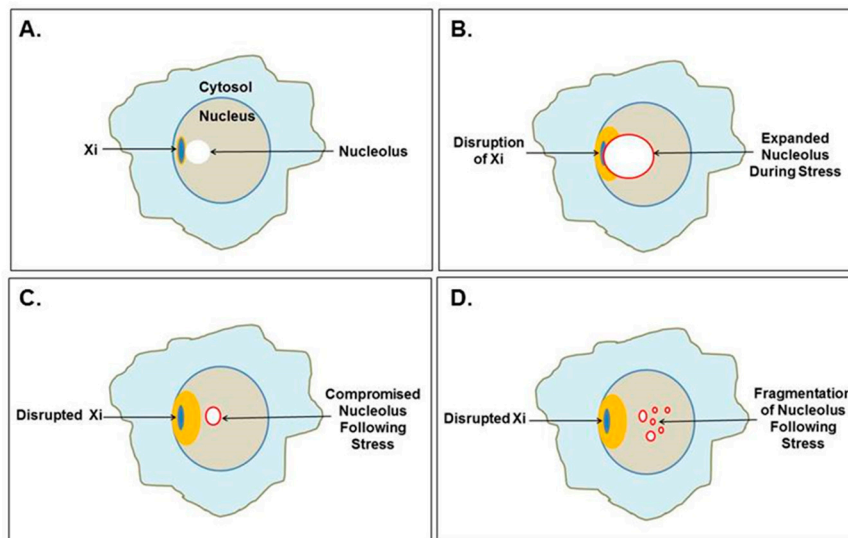 A.
Cytosol
Nucleus
Xi
Nucleolus
B.
Disruption
of Xi
Expanded
Nucleolus
During Stress
C.
Disrupted Xi
Compromised
Nucleolus
Following
Stress
D.
Disrupted Xi
Fragmentation
of Nucleolus
Following
Stress